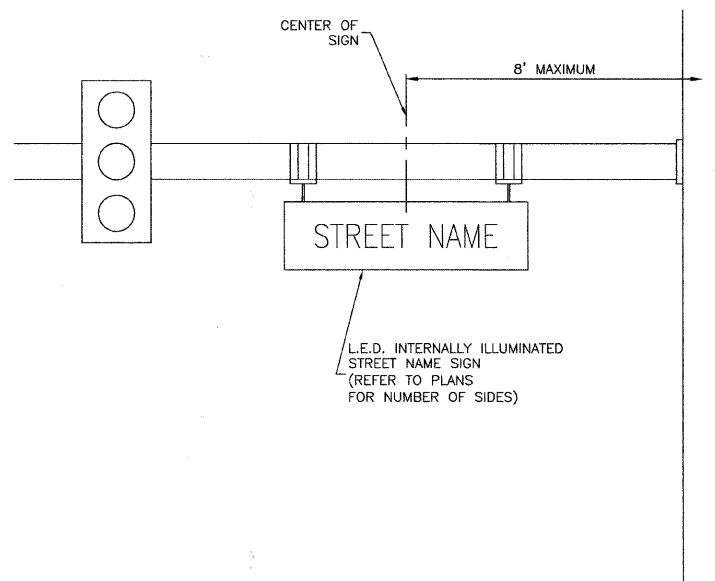 CENTER OF
SIGN
8' MAXIMUM
STREET NAME
L.E.D. INTERNALLY ILLUMINATED
STREET NAME SIGN
(REFER TO PLANS
FOR NUMBER OF SIDES)